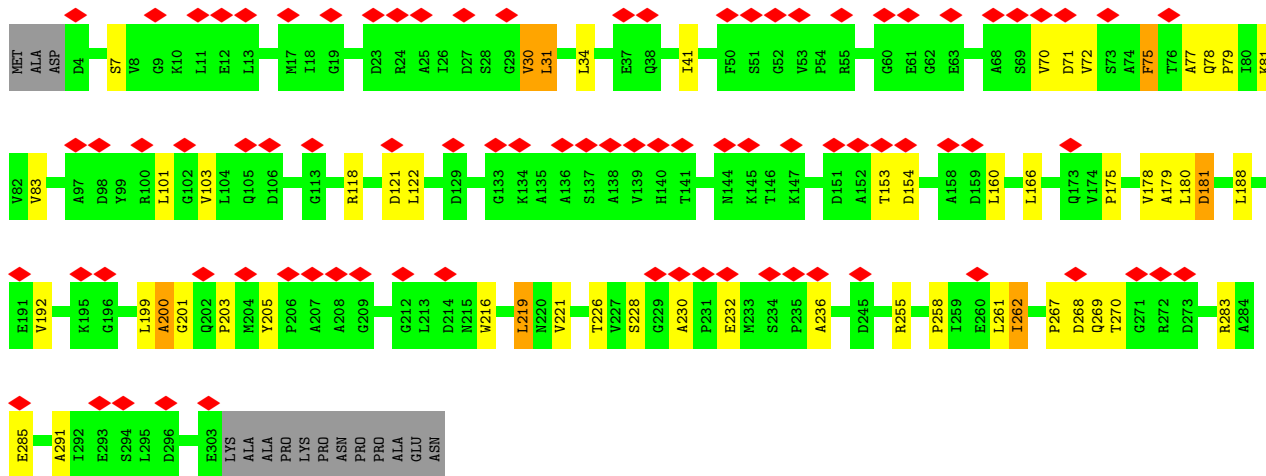 MET ALA ASP D4 S7 V8 G9 K10 L11 E12 L13 M17 I18 G19 D23 R24 A25 I26 D27 S28 G29 V30 L31 L34 E37 Q38 I41 F50 S51 G52 V53 P54 R55 G60 E61 G62 E63 A68 S69 V70 D71 V72 S73 A74 F75 T76 A77 Q78 P79 I80 K81
V82 V83 A97 D98 Y99 R100 L101 G102 V103 L104 Q105 D106 G113 R118 D121 L122 D129 G133 K134 A135 A136 S137 A138 V139 H140 T141 N144 K145 T146 K147 D151 A152 T153 D154 A158 D159 L160 L166 Q173 V174 P175 V178 A179 L180 D181 L188
E191 V192 K195 G196 L199 A200 G201 Q202 P203 M204 Y205 P206 A207 A208 G209 G212 L213 D214 N215 W216 L219 N220 V221 T226 V227 S228 G229 A230 P231 E232 M233 S234 P235 A236 D245 R255 P258 I259 E260 L261 I262 P267 D268 Q269 T270 G271 R272 D273 R283 A284
E285 A291 I292 E293 S294 L295 D296 E303 LYS ALA ALA PRO LYS PRO ASN PRO PRO ALA GLU ASN